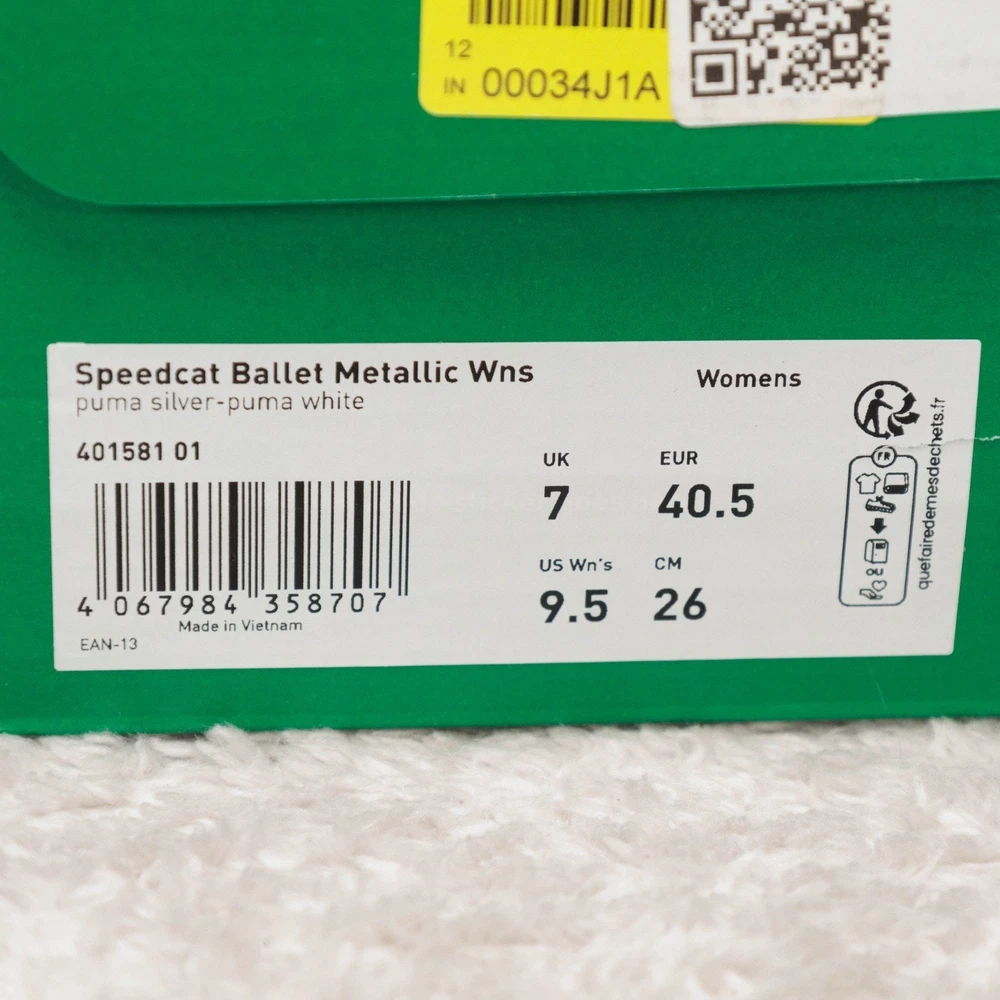 12
IN 00034J1A
Speedcat Ballet Metallic Wns
puma silver-puma white
Womens
401581 01
UK
EUR
7
40.5
US Wn's
CM
9.5
26
4 067984 358707
Made in Vietnam
EAN-13
FR
quefairedemesdechets.fr